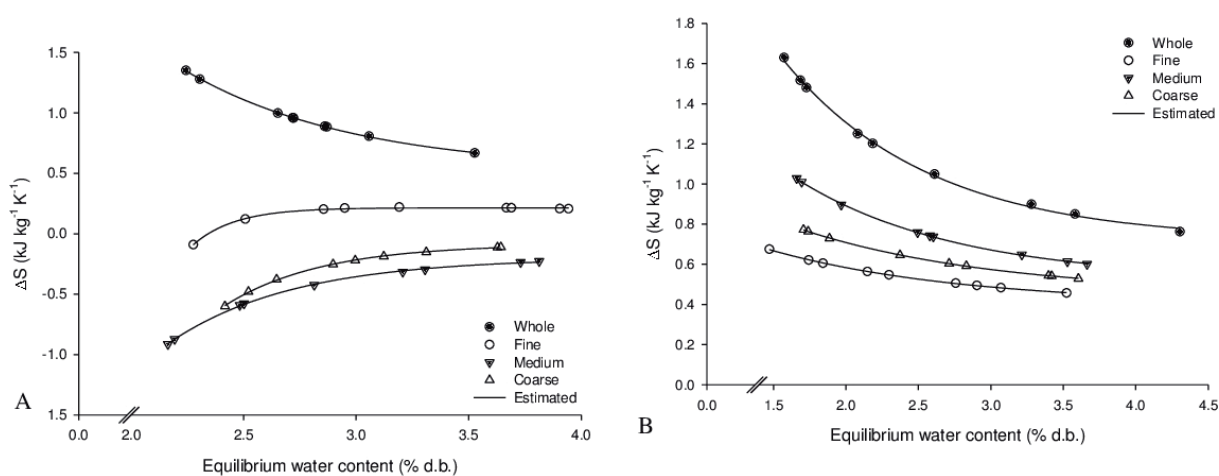 1.5
1.0
0.5
0.0
-0.5
-1.0
1.5
ΔS (kJ kg⁻¹ K⁻¹)
Whole
Fine
Medium
Coarse
Estimated
A
0.0 2.0 2.5 3.0 3.5 4.0
Equilibrium water content (% d.b.)
1.8
1.6
1.4
1.2
1.0
0.8
0.6
0.4
0.2
0.0
ΔS (kJ kg⁻¹ K⁻¹)
Whole
Fine
Medium
Coarse
Estimated
B
0.0 1.5 2.0 2.5 3.0 3.5 4.0 4.5
Equilibrium water content (% d.b.)